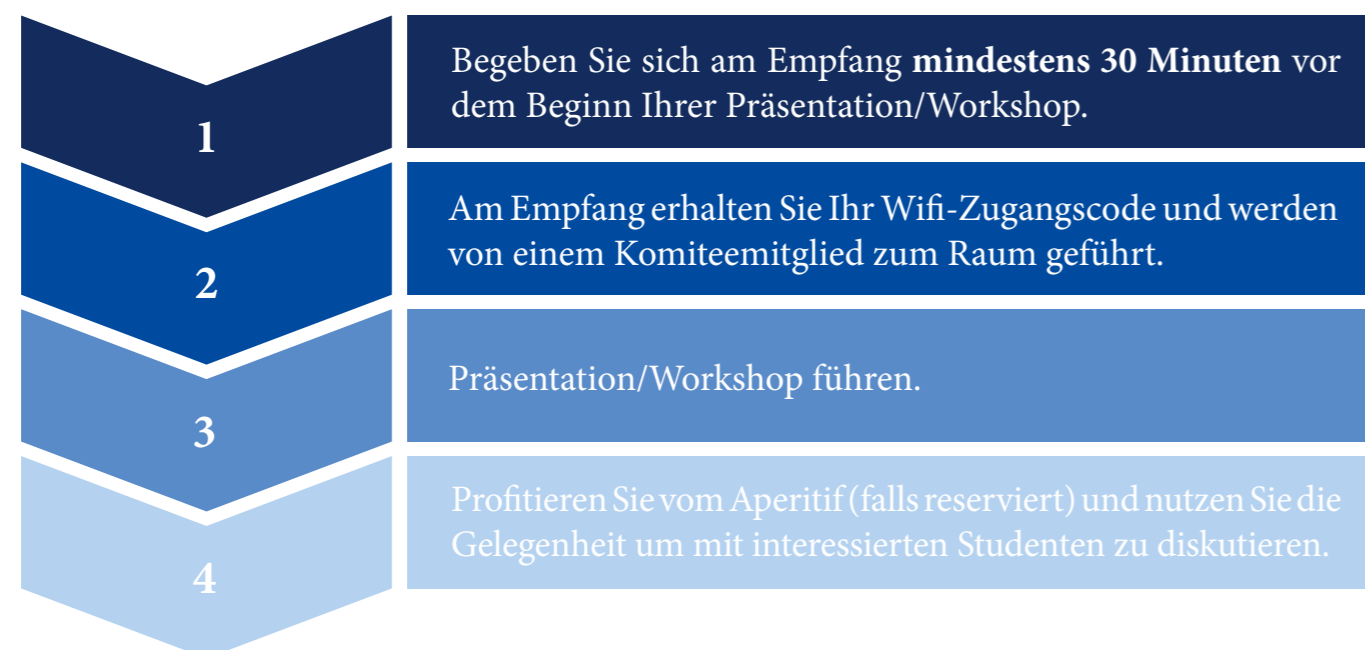 1
Begeben Sie sich am Empfang mindestens 30 Minuten vor
dem Beginn Ihrer Präsentation/Workshop.
2
Am Empfang erhalten Sie Ihr Wifi-Zugangscode und werden
von einem Komiteemitglied zum Raum geführt.
3
Präsentation/Workshop führen.
4
Profitieren Sie vom Aperitif (falls reserviert) und nutzen Sie die
Gelegenheit um mit interessierten Studenten zu diskutieren.